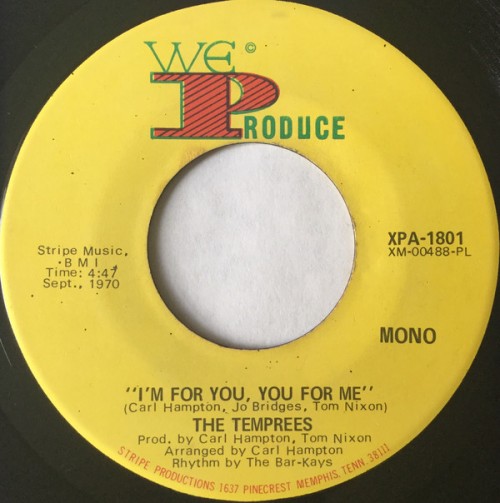 WE ©
PRODUCE
Stripe Music,
BMI,
Time: 4:47
Sept., 1970
XPA-1801
XM-00488-PL
MONO
"I'M FOR YOU, YOU FOR ME"
(Carl Hampton, Jo Bridges, Tom Nixon)
THE TEMPREES
Prod. by Carl Hampton, Tom Nixon
Arranged by Carl Hampton
Rhythm by The Bar-Kays
STRIPE PRODUCTIONS 1637 PINECREST MEMPHIS, TENN. 38111